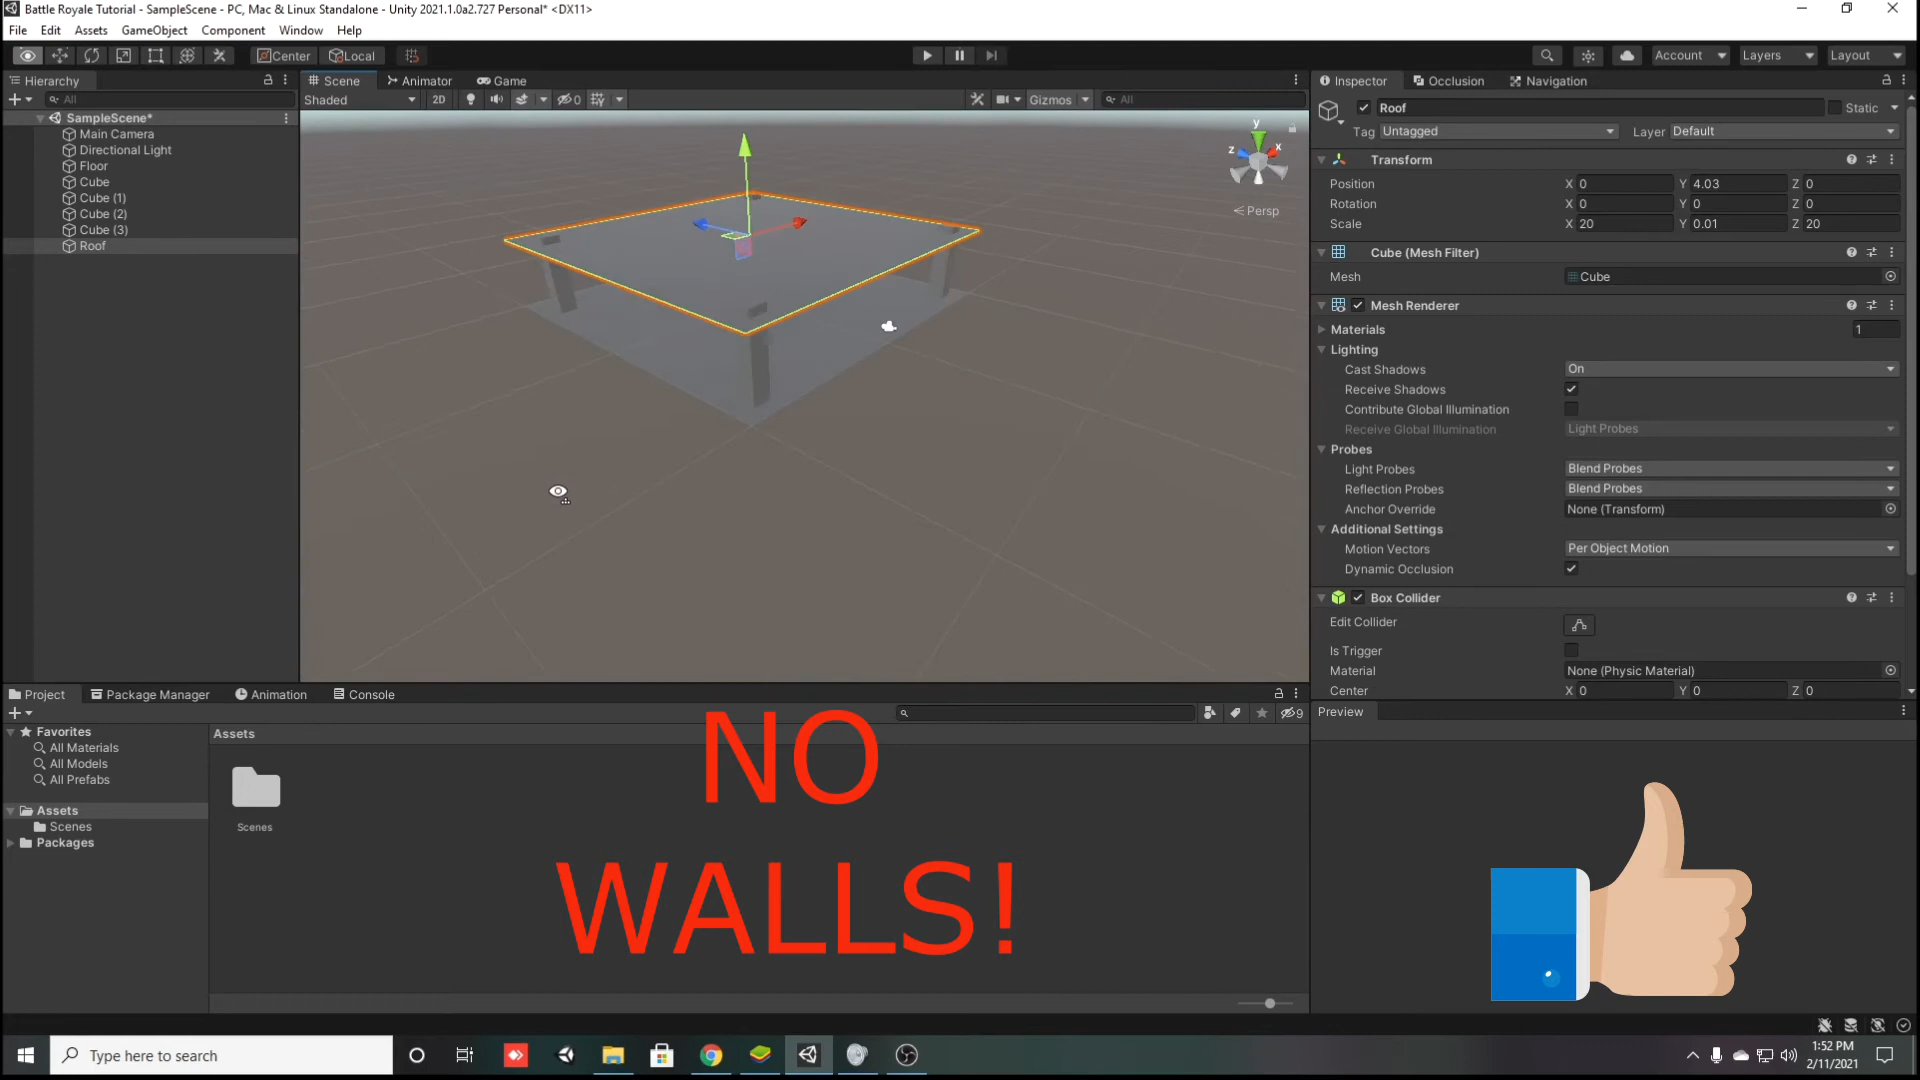 Battle Royale Tutorial - SampleScene - PC, Mac & Linux Standalone - Unity 2021.1.0a2.727 Personal* <DX11>
File Edit Assets GameObject Component Window Help
Center Local Account Layers Layout
Hierarchy
All
SampleScene*
Main Camera
Directional Light
Floor
Cube
Cube (1)
Cube (2)
Cube (3)
Roof
Scene Animator Game
Shaded 2D 0 Gizmos All
y
z x
< Persp
Inspector Occlusion Navigation
Roof Static
Tag Untagged Layer Default
Transform
Position X 0 Y 4.03 Z 0
Rotation X 0 Y 0 Z 0
Scale X 20 Y 0.01 Z 20
Cube (Mesh Filter)
Mesh Cube
Mesh Renderer
Materials 1
Lighting
Cast Shadows On
Receive Shadows
Contribute Global Illumination
Receive Global Illumination Light Probes
Probes
Light Probes Blend Probes
Reflection Probes Blend Probes
Anchor Override None (Transform)
Additional Settings
Motion Vectors Per Object Motion
Dynamic Occlusion
Box Collider
Edit Collider
Is Trigger
Material None (Physic Material)
Center X 0 Y 0 Z 0
Preview
Project Package Manager Animation Console
9
Favorites
All Materials
All Models
All Prefabs
Assets
Scenes
Packages
Assets
Scenes
NO
WALLS!
Type here to search
1:52 PM
2/11/2021